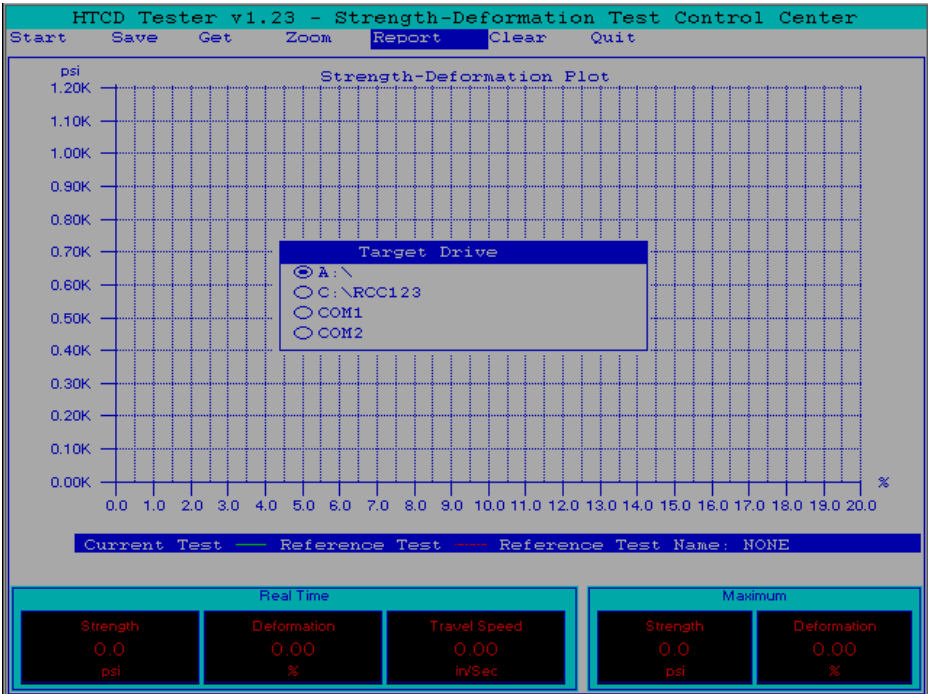 HTCD Tester v1.23 - Strength-Deformation Test Control Center
Start Save Get Zoom Report Clear Quit
psi
Strength-Deformation Plot
1.20K
1.10K
1.00K
0.90K
0.80K
0.70K
0.60K
0.50K
0.40K
0.30K
0.20K
0.10K
0.00K
Target Drive
A:\
C:\RCC123
COM1
COM2
%
0.0 1.0 2.0 3.0 4.0 5.0 6.0 7.0 8.0 9.0 10.0 11.0 12.0 13.0 14.0 15.0 16.0 17.0 18.0 19.0 20.0
Current Test Reference Test Reference Test Name: NONE
Real Time
Strength Deformation Travel Speed
0.0 0.00 0.00
psi % in/Sec
Maximum
Strength Deformation
0.0 0.00
psi %